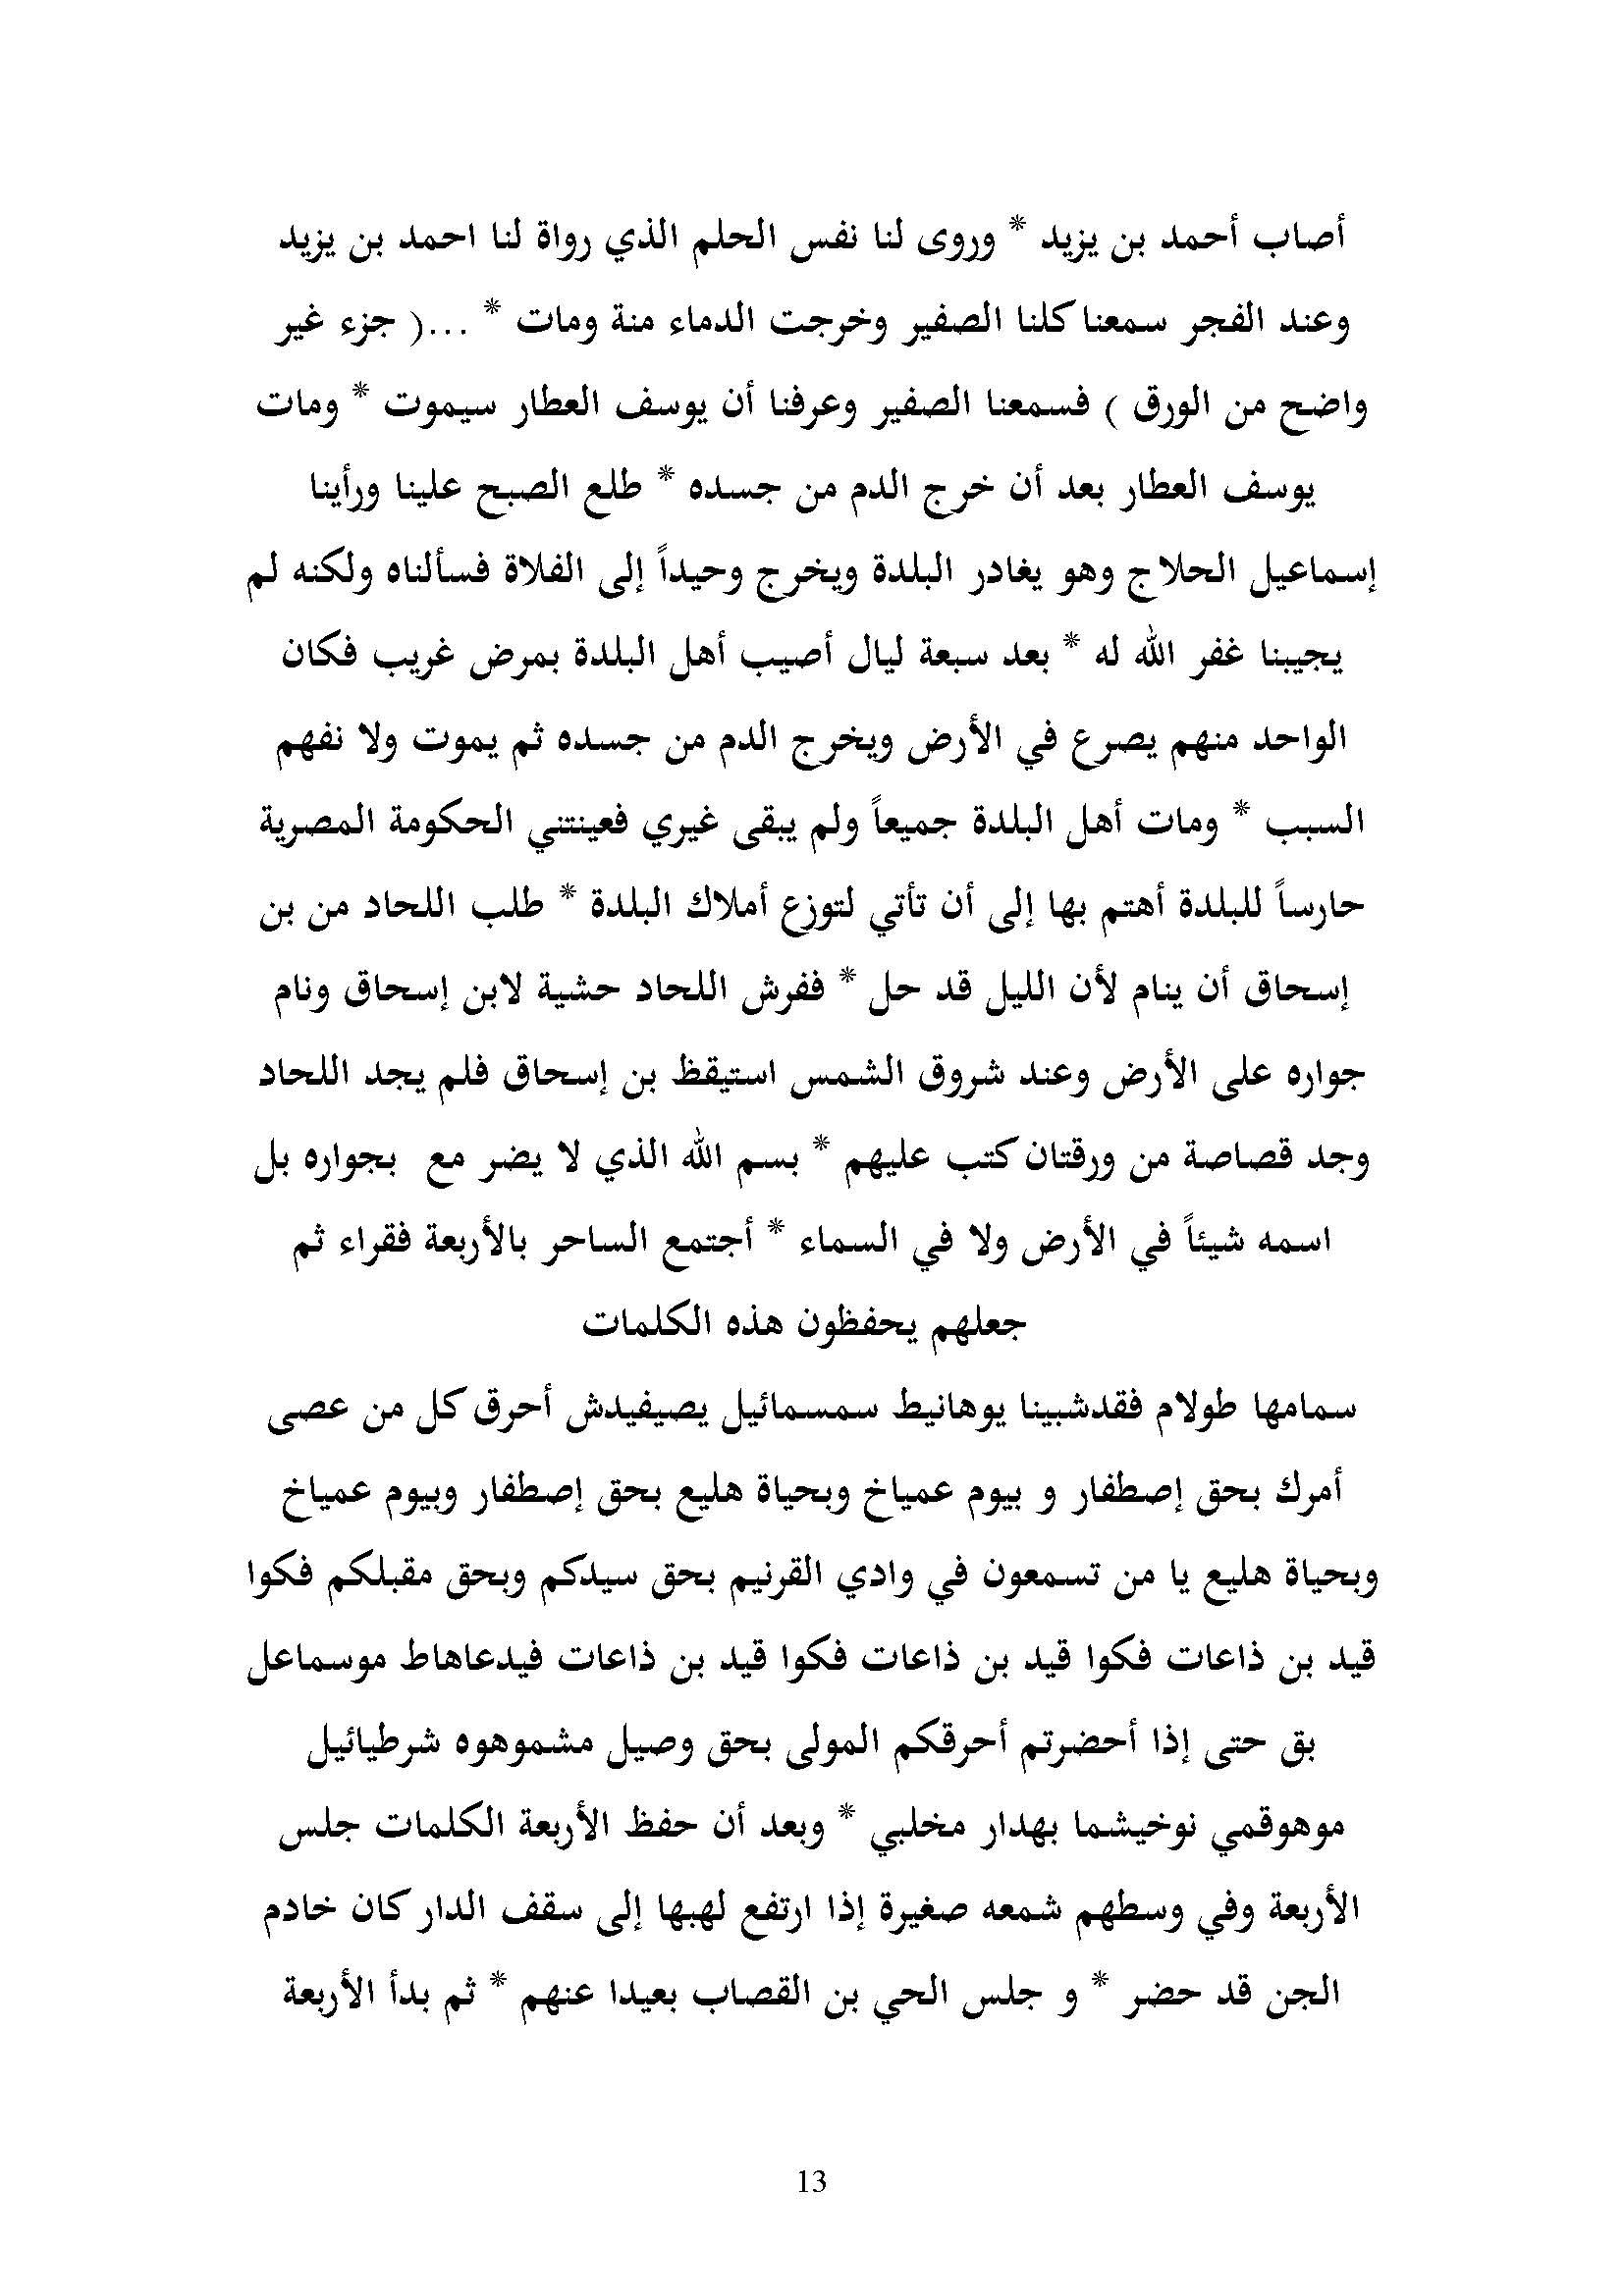 أصاب أحمد بن يزيد * وروى لنا نفس الحلم الذي رواة لنا احمد بن يزيد
وعند الفجر سمعنا كلنا الصفير وخرجت الدماء منة ومات * ...( جزء غير
واضح من الورق ) فسمعنا الصفير وعرفنا أن يوسف العطار سيموت * ومات
يوسف العطار بعد أن خرج الدم من جسده * طلع الصبح علينا ورأينا
إسماعيل الحلاج وهو يغادر البلدة ويخرج وحيداً إلى الفلاة فسألناه ولكنه لم
يجيبنا غفر الله له * بعد سبعة ليال أصيب أهل البلدة بمرض غريب فكان
الواحد منهم يصرع في الأرض ويخرج الدم من جسده ثم يموت ولا نفهم
السبب * ومات أهل البلدة جميعاً ولم يبقى غيري فعينتني الحكومة المصرية
حارساً للبلدة أهتم بها إلى أن تأتي لتوزع أملاك البلدة * طلب اللحاد من بن
إسحاق أن ينام لأن الليل قد حل * ففرش اللحاد حشية لابن إسحاق ونام
جواره على الأرض وعند شروق الشمس استيقظ بن إسحاق فلم يجد اللحاد
وجد قصاصة من ورقتان كتب عليهم * بسم الله الذي لا يضر مع  بجواره بل
اسمه شيئاً في الأرض ولا في السماء * أجتمع الساحر بالأربعة فقراء ثم
جعلهم يحفظون هذه الكلمات
سمامها طولام فقدشبينا يوهانيط سمسمائيل يصيفيدش أحرق كل من عصى
أمرك بحق إصطفار و بيوم عمياخ وبحياة هليع بحق إصطفار وبيوم عمياخ
وبحياة هليع يا من تسمعون في وادي القرنيم بحق سيدكم وبحق مقبلكم فكوا
قيد بن ذاعات فكوا قيد بن ذاعات فكوا قيد بن ذاعات فيدعاهاط موسماعل
بق حتى إذا أحضرتم أحرقكم المولى بحق وصيل مشموهوه شرطيائيل
موهوقمي نوخيشما بهدار مخلبي * وبعد أن حفظ الأربعة الكلمات جلس
الأربعة وفي وسطهم شمعه صغيرة إذا ارتفع لهبها إلى سقف الدار كان خادم
الجن قد حضر * و جلس الحي بن القصاب بعيدا عنهم * ثم بدأ الأربعة
13